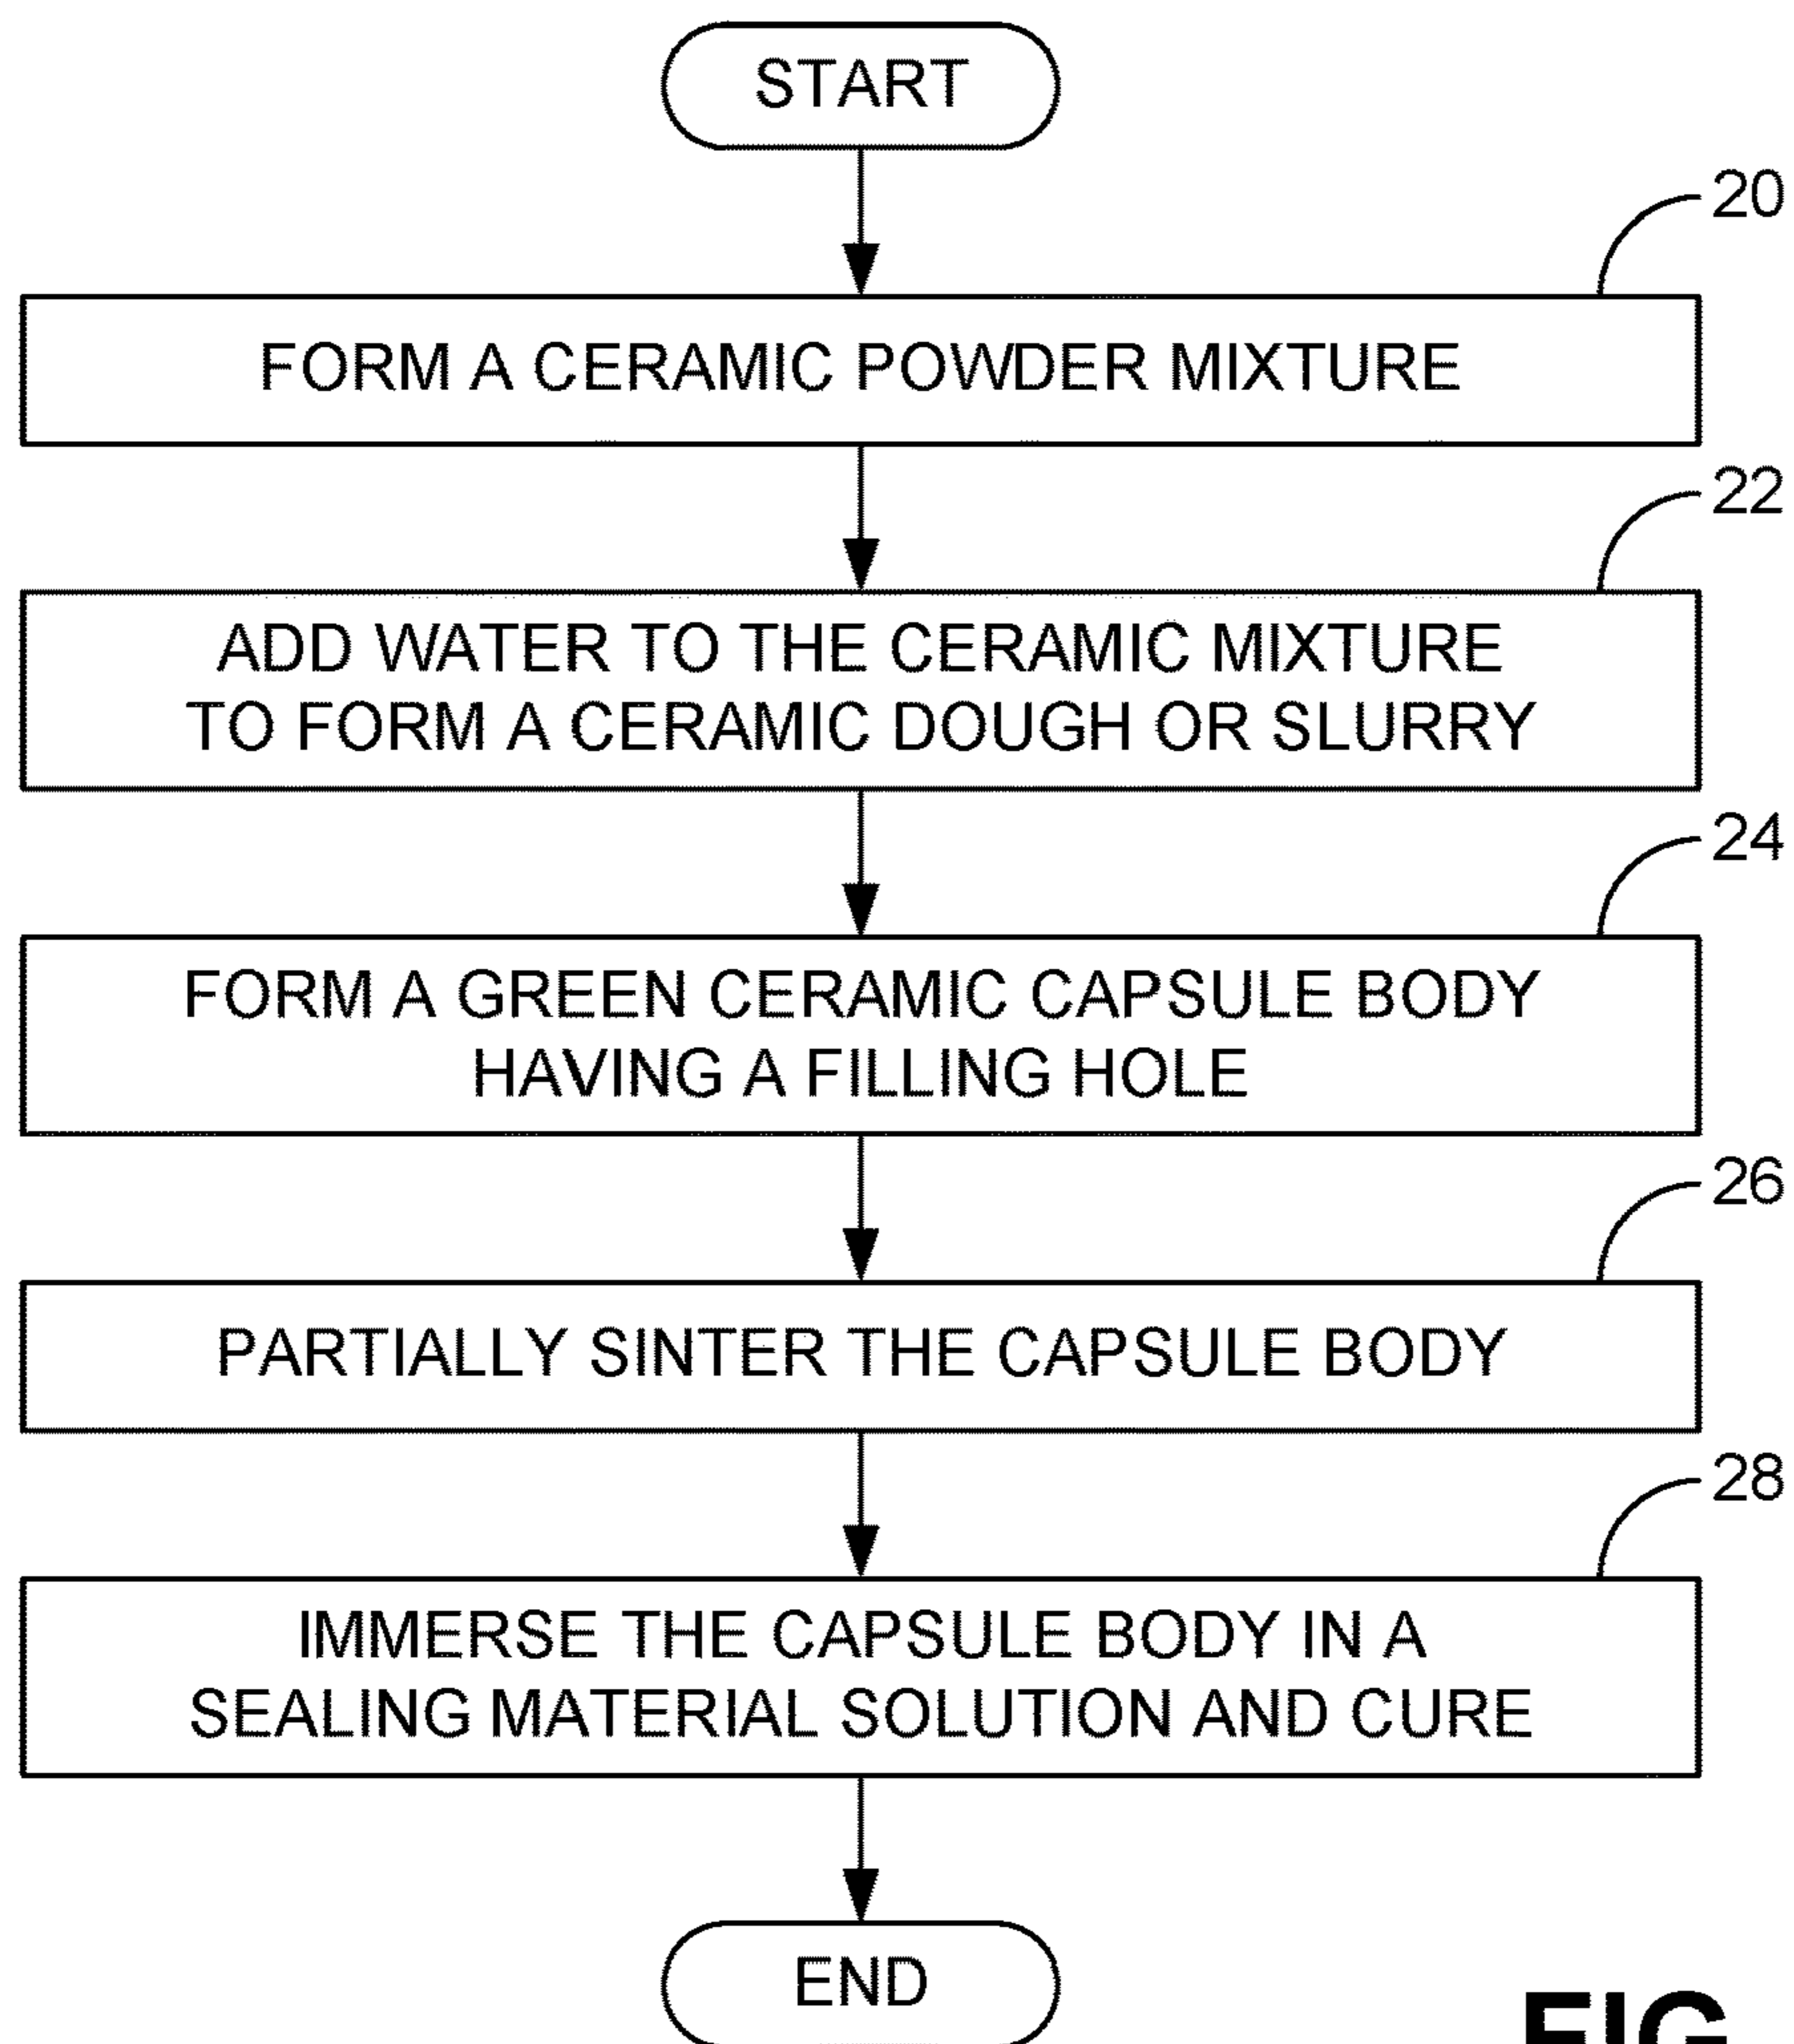 START
20
FORM A CERAMIC POWDER MIXTURE
22
ADD WATER TO THE CERAMIC MIXTURE
TO FORM A CERAMIC DOUGH OR SLURRY
24
FORM A GREEN CERAMIC CAPSULE BODY
HAVING A FILLING HOLE
26
PARTIALLY SINTER THE CAPSULE BODY
28
IMMERSE THE CAPSULE BODY IN A
SEALING MATERIAL SOLUTION AND CURE
END
FIG